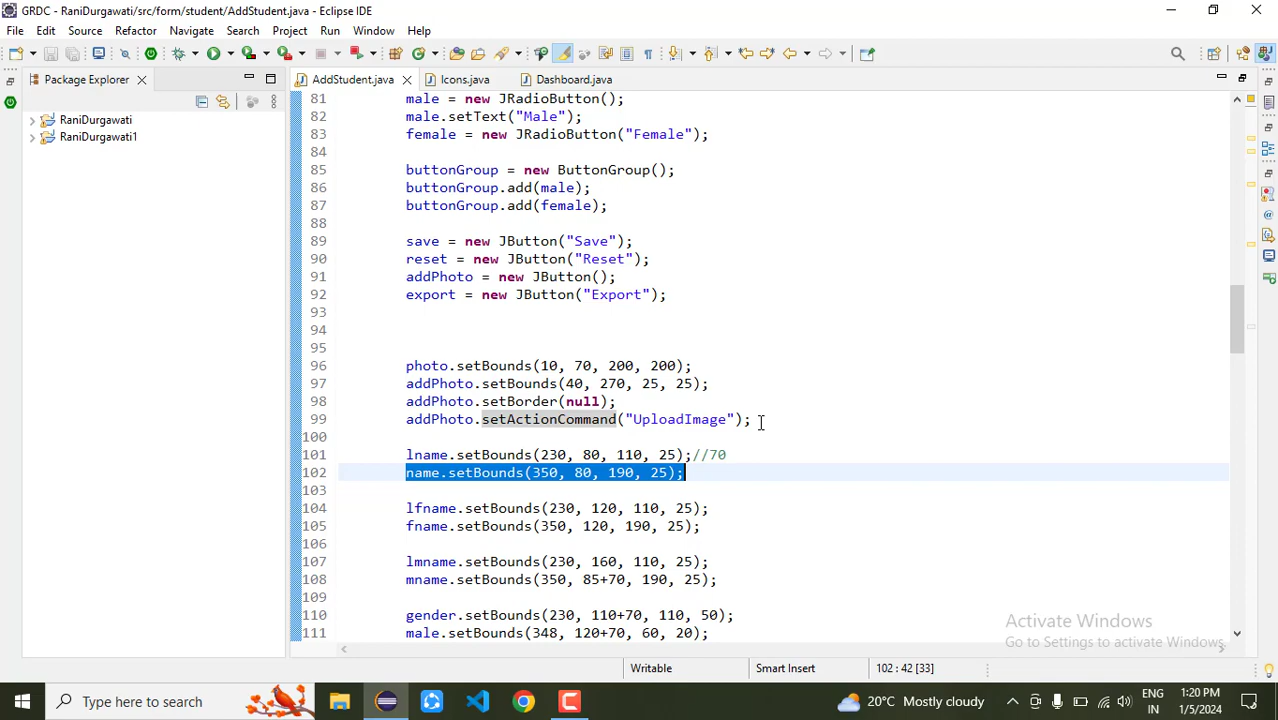 GRDC - RaniDurgawati/src/form/student/AddStudent.java - Eclipse IDE
File Edit Source Refactor Navigate Search Project Run Window Help
Package Explorer
AddStudent.java Icons.java Dashboard.java
RaniDurgawati
RaniDurgawati1
81 male = new JRadioButton();
82 male.setText("Male");
83 female = new JRadioButton("Female");
84
85 buttonGroup = new ButtonGroup();
86 buttonGroup.add(male);
87 buttonGroup.add(female);
88
89 save = new JButton("Save");
90 reset = new JButton("Reset");
91 addPhoto = new JButton();
92 export = new JButton("Export");
93
94
95
96 photo.setBounds(10, 70, 200, 200);
97 addPhoto.setBounds(40, 270, 25, 25);
98 addPhoto.setBorder(null);
99 addPhoto.setActionCommand("UploadImage");
100
101 lname.setBounds(230, 80, 110, 25);//70
102 name.setBounds(350, 80, 190, 25);
103
104 lfname.setBounds(230, 120, 110, 25);
105 fname.setBounds(350, 120, 190, 25);
106
107 lmname.setBounds(230, 160, 110, 25);
108 mname.setBounds(350, 85+70, 190, 25);
109
110 gender.setBounds(230, 110+70, 110, 50);
111 male.setBounds(348, 120+70, 60, 20);
Activate Windows
Go to Settings to activate Windows.
Writable Smart Insert 102 : 42 [33]
Type here to search
20°C Mostly cloudy
ENG
IN
1:20 PM
1/5/2024